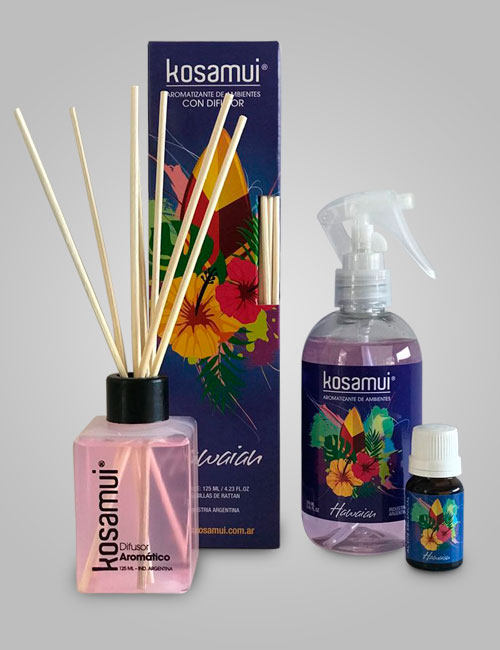 kosamui®
AROMATIZANTE DE AMBIENTES
CON DIFUSOR
Hawaian
125 ML / 4.23 FL.OZ
VARILLAS DE RATTAN
INDUSTRIA ARGENTINA
kosamui.com.ar
kosamui®
Difusor
Aromático
125 ML - IND. ARGENTINA
kosamui®
AROMATIZANTE DE AMBIENTES
Hawaian
Hawaian